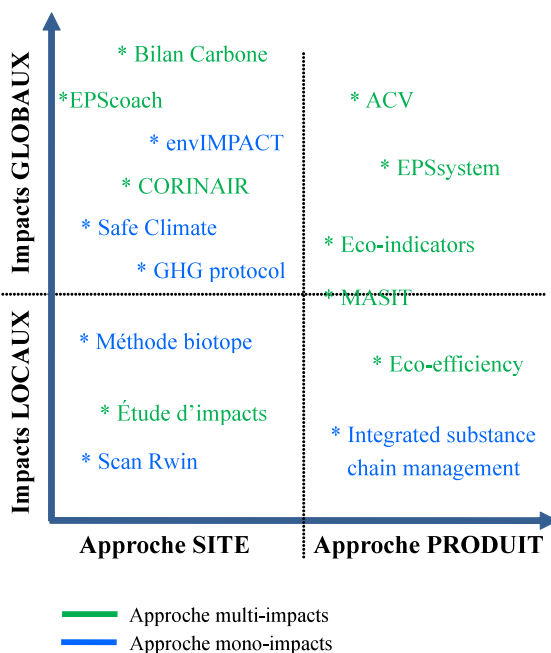 * Bilan Carbone
*EPScoach
* ACV
* envIMPACT
* EPSsystem
* CORINAIR
* Safe Climate
* Eco-indicators
* GHG protocol
* MASIT
Impacts GLOBAUX
* Méthode biotope
* Eco-efficiency
* Étude d'impacts
* Integrated substance
chain management
* Scan Rwin
Impacts LOCAUX
Approche SITE
Approche PRODUIT
Approche multi-impacts
Approche mono-impacts